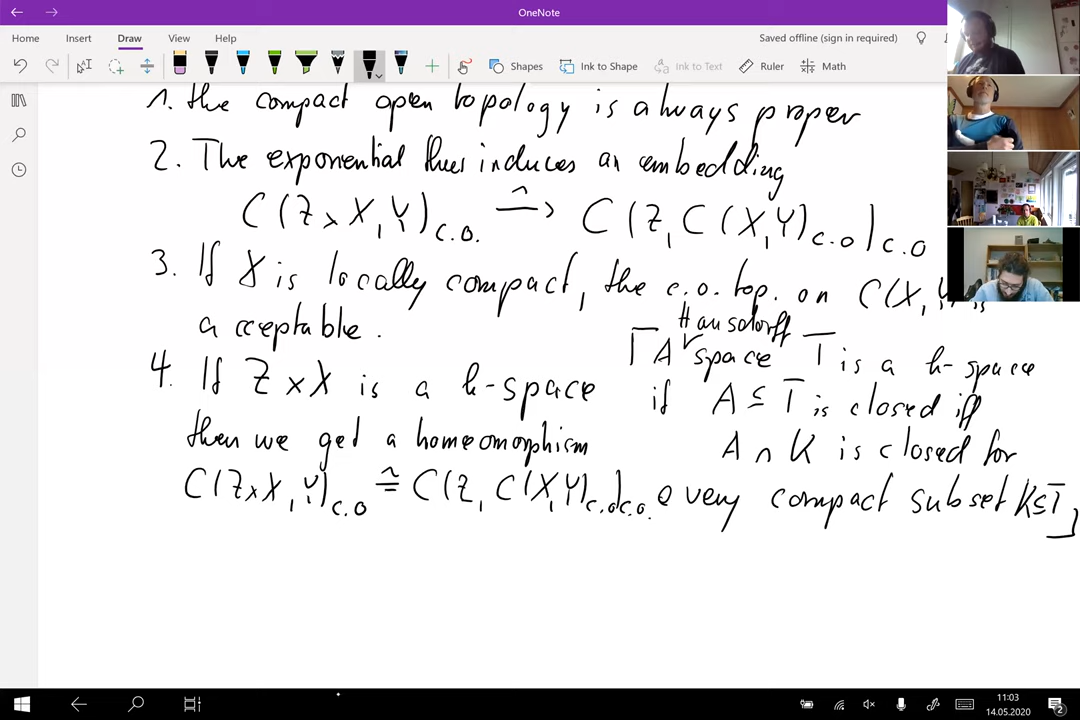 OneNote
Home Insert Draw View Help
Saved offline (sign in required)
Shapes Ink to Shape Ink to Text Ruler Math
1. the compact open topology is always proper
2. The exponential thus induces an embedding
C(Z×X,Y)c.o. ^→ C(Z,C(X,Y)c.o)c.o
3. If X is locally compact, the c.o. top. on C(X,Y) is
acceptable.
4. If Z×X is a k-space
then we get a homeomorphism
C(Z×X,Y)c.o ≅^ C(Z,C(X,Y)c.o)c.o.
Hausdorff
⌈A ᵛspace T is a k-space
if A ⊆ T is closed iff
A ∩ K is closed for
every compact subset K⊆T⌋
11:03
14.05.2020
2